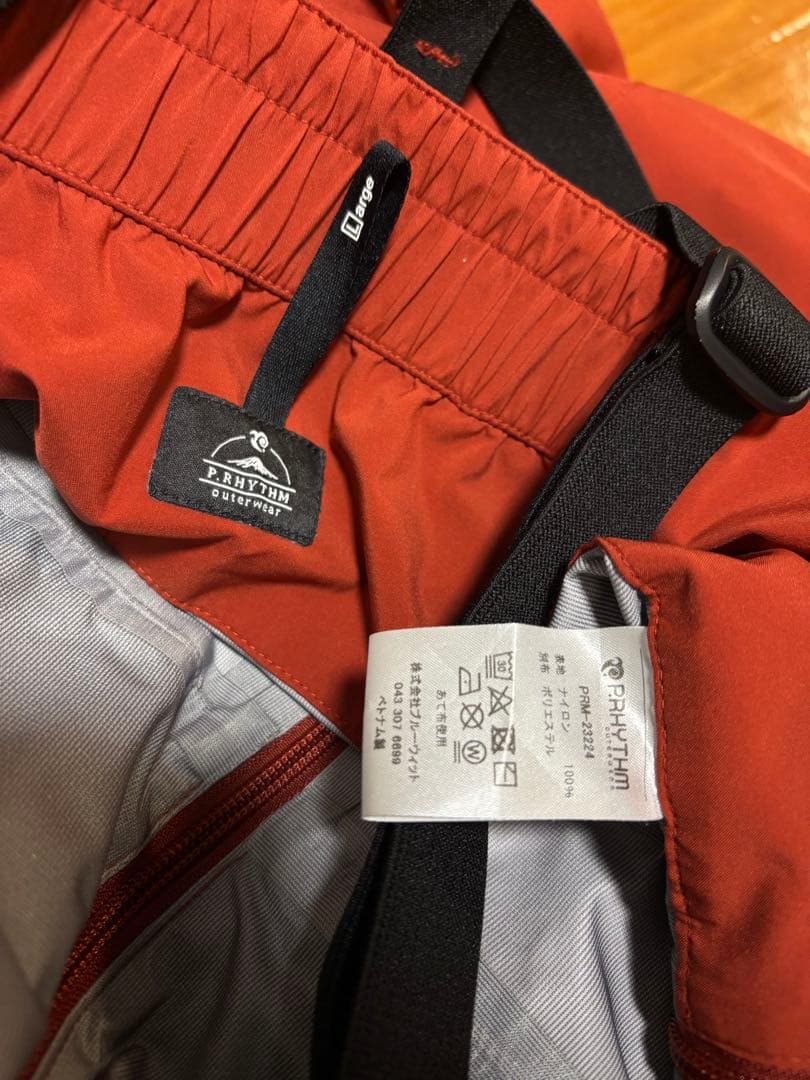 Large
P.RHYTHM
outerwear
P.RHYTHM
OUTERWEAR
PRM-23224
表地 ナイロン 100%
別布 ポリエステル
30
W
あて布使用
株式会社ブルーウィット
043 307 6699
ベトナム製